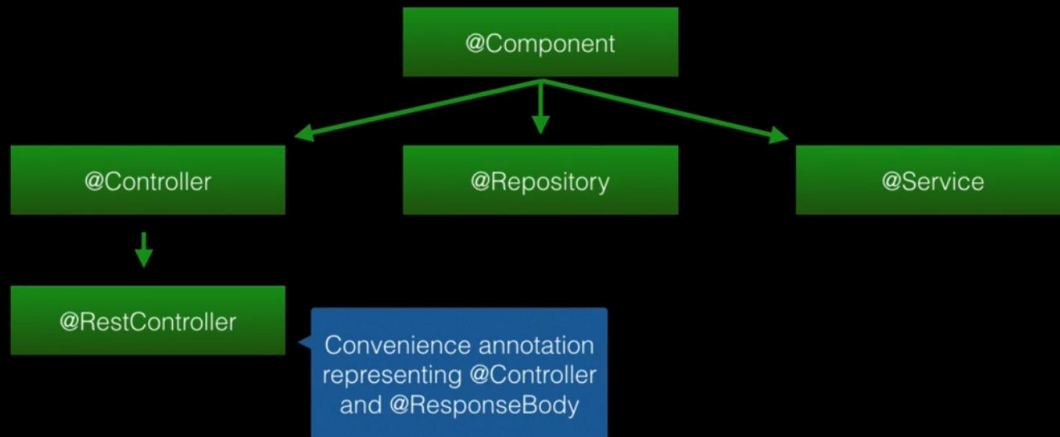 @Component
@Controller
@Repository
@Service
@RestController
Convenience annotation
representing @Controller
and @ResponseBody